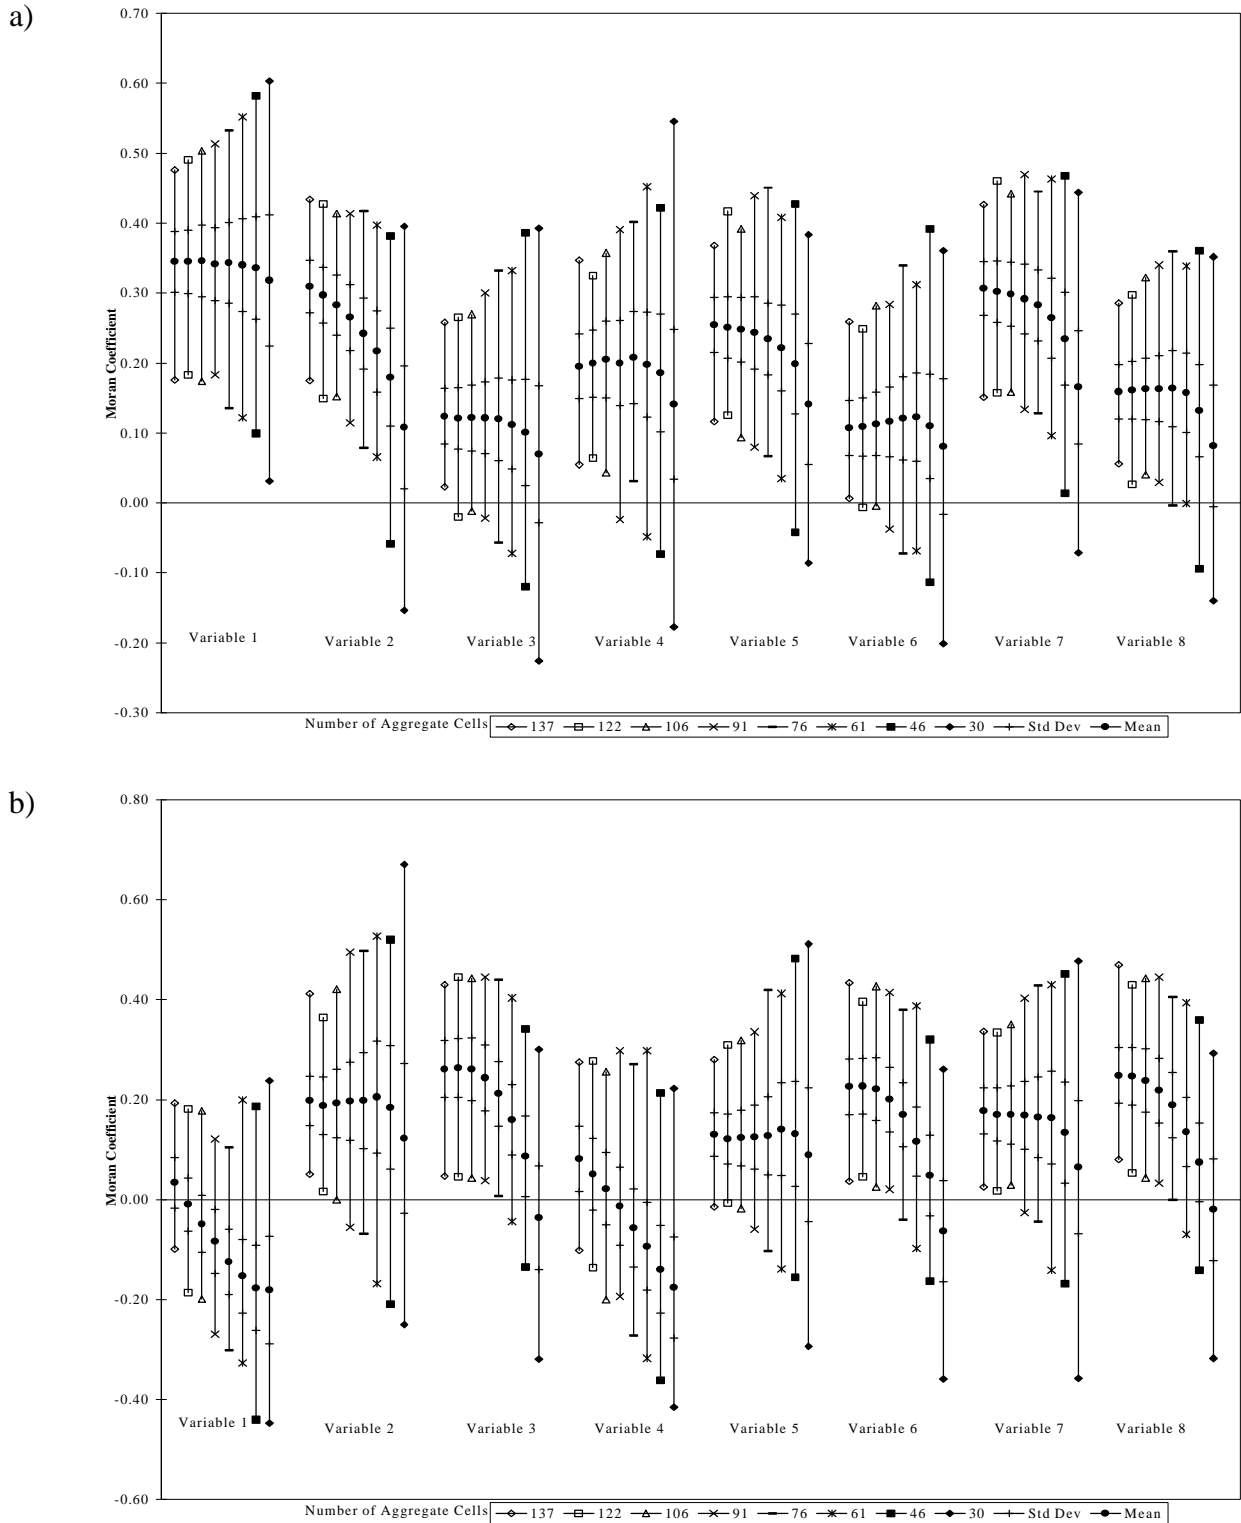 a)
0.70
0.60
0.50
0.40
0.30
0.20
0.10
0.00
-0.10
-0.20
-0.30
Moran Coefficient
Variable 1 Variable 2 Variable 3 Variable 4 Variable 5 Variable 6 Variable 7 Variable 8
Number of Aggregate Cells 137 122 106 91 76 61 46 30 Std Dev Mean
b)
0.80
0.60
0.40
0.20
0.00
-0.20
-0.40
-0.60
Moran Coefficient
Variable 1 Variable 2 Variable 3 Variable 4 Variable 5 Variable 6 Variable 7 Variable 8
Number of Aggregate Cells 137 122 106 91 76 61 46 30 Std Dev Mean